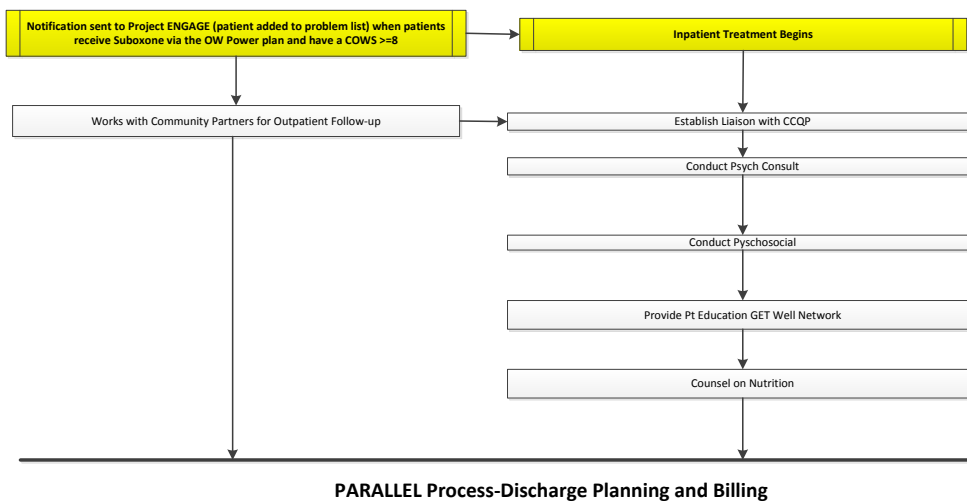 Notification sent to Project ENGAGE (patient added to problem list) when patients
receive Suboxone via the OW Power plan and have a COWS >=8
Inpatient Treatment Begins
Works with Community Partners for Outpatient Follow-up
Establish Liaison with CCQP
Conduct Psych Consult
Conduct Pyschosocial
Provide Pt Education GET Well Network
Counsel on Nutrition
PARALLEL Process-Discharge Planning and Billing